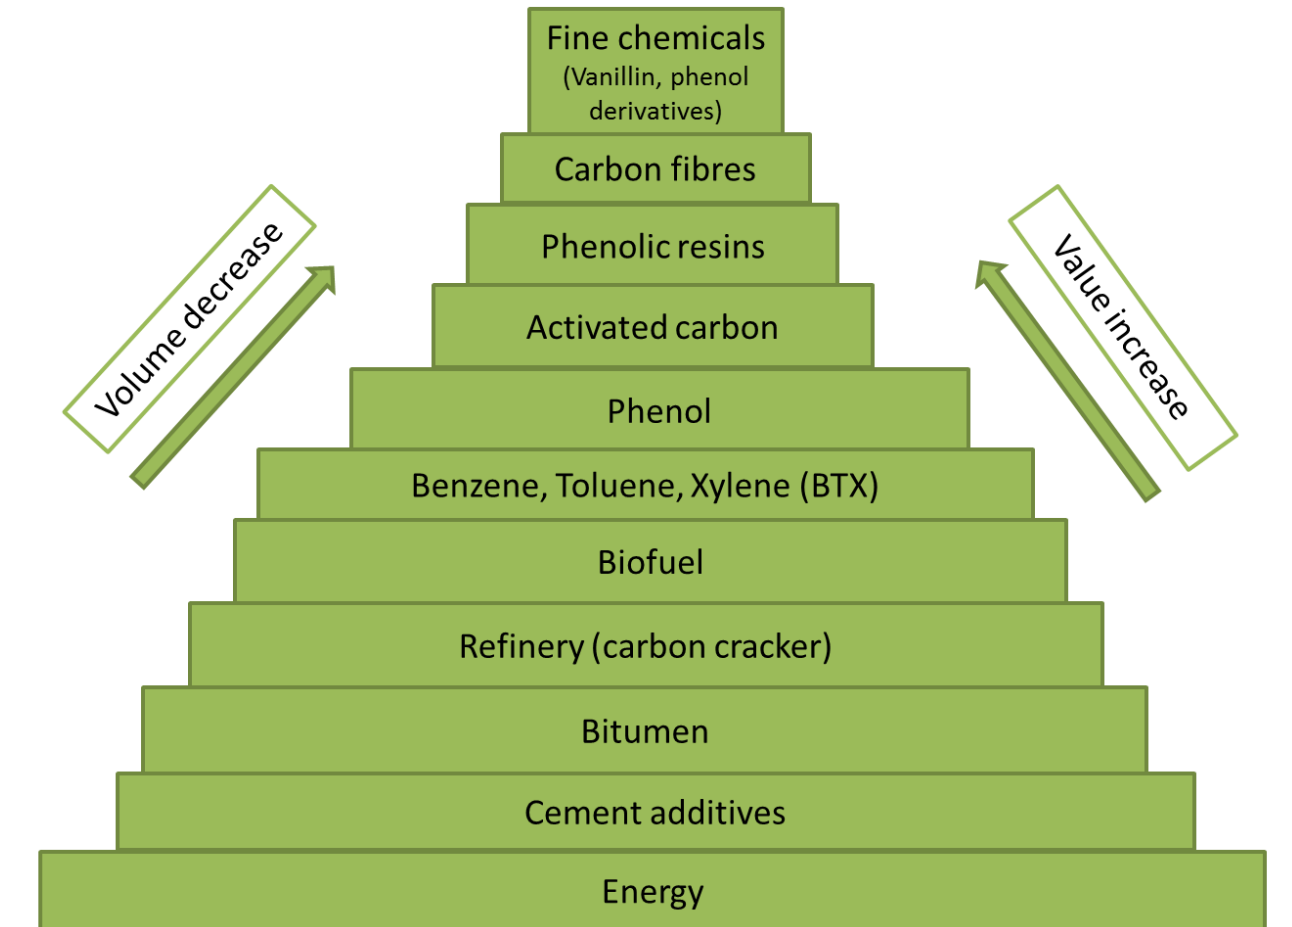 Fine chemicals
(Vanillin, phenol
derivatives)
Carbon fibres
Phenolic resins
Activated carbon
Phenol
Benzene, Toluene, Xylene (BTX)
Biofuel
Refinery (carbon cracker)
Bitumen
Cement additives
Energy
Volume decrease
Value increase